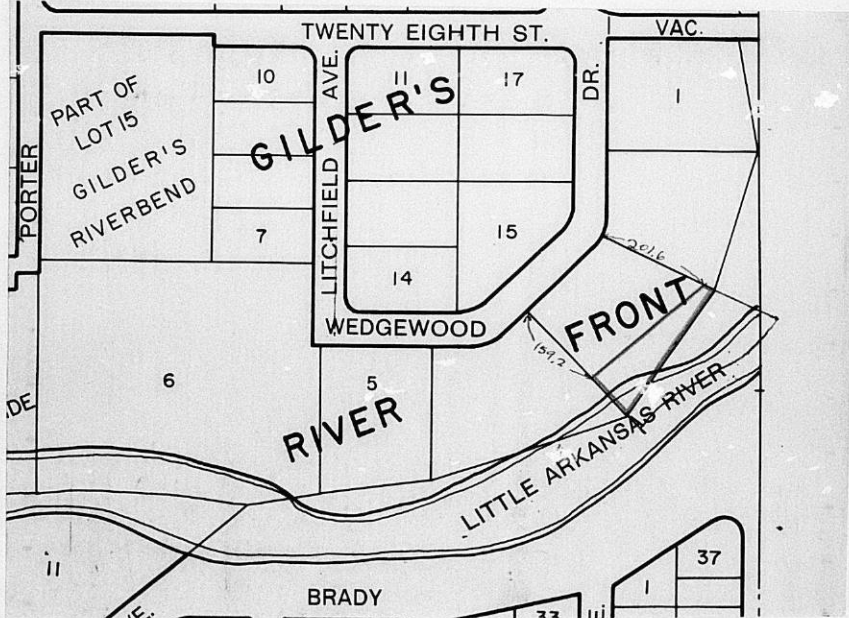 TWENTY EIGHTH ST.
VAC.
PART OF
LOT 15
GILDER'S
RIVERBEND
PORTER
10
7
LITCHFIELD AVE.
GILDER'S
11
17
15
14
DR.
1
WEDGEWOOD
FRONT
201.6
159.2
6
5
RIVER
LITTLE ARKANSAS RIVER
11
BRADY
1
37
33